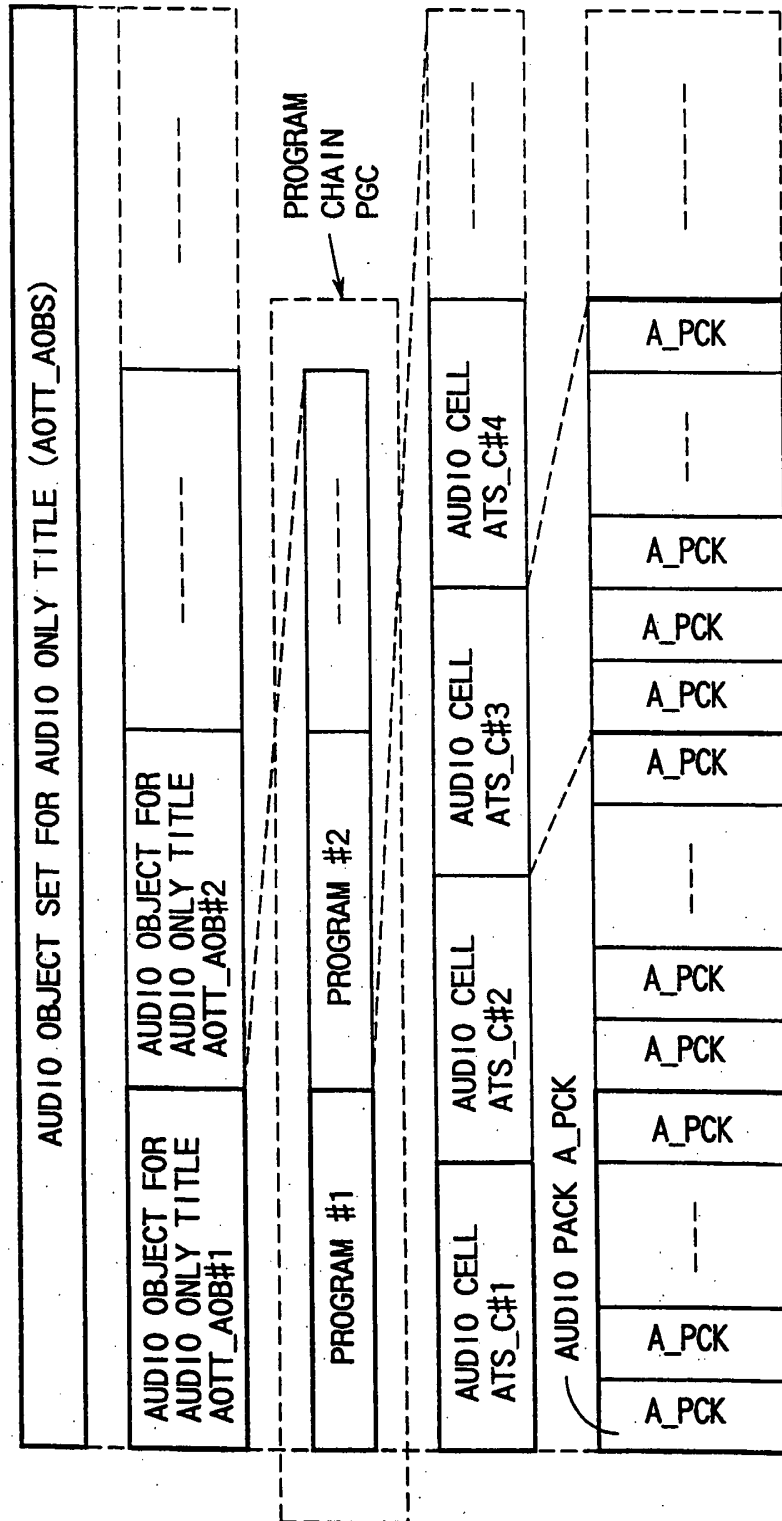 AUDIO OBJECT SET FOR AUDIO ONLY TITLE (AOTT_AOBS)
AUDIO OBJECT FOR
AUDIO ONLY TITLE
AOTT_AOB#1
AUDIO OBJECT FOR
AUDIO ONLY TITLE
AOTT_AOB#2
PROGRAM #1
PROGRAM #2
PROGRAM
CHAIN
PGC
AUDIO CELL
ATS_C#1
AUDIO CELL
ATS_C#2
AUDIO CELL
ATS_C#3
AUDIO CELL
ATS_C#4
AUDIO PACK A_PCK
A_PCK
A_PCK
A_PCK
A_PCK
A_PCK
A_PCK
A_PCK
A_PCK
A_PCK
A_PCK